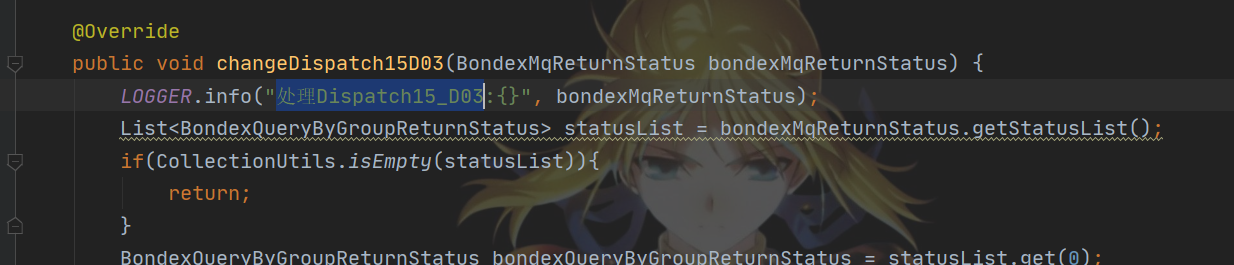 @Override
public void changeDispatch15D03(BondexMqReturnStatus bondexMqReturnStatus) {
LOGGER.info("处理Dispatch15_D03:{}", bondexMqReturnStatus);
List<BondexQueryByGroupReturnStatus> statusList = bondexMqReturnStatus.getStatusList();
if(CollectionUtils.isEmpty(statusList)){
return;
}
BondexQueryByGroupReturnStatus bondexQueryByGroupReturnStatus = statusList.get(0);